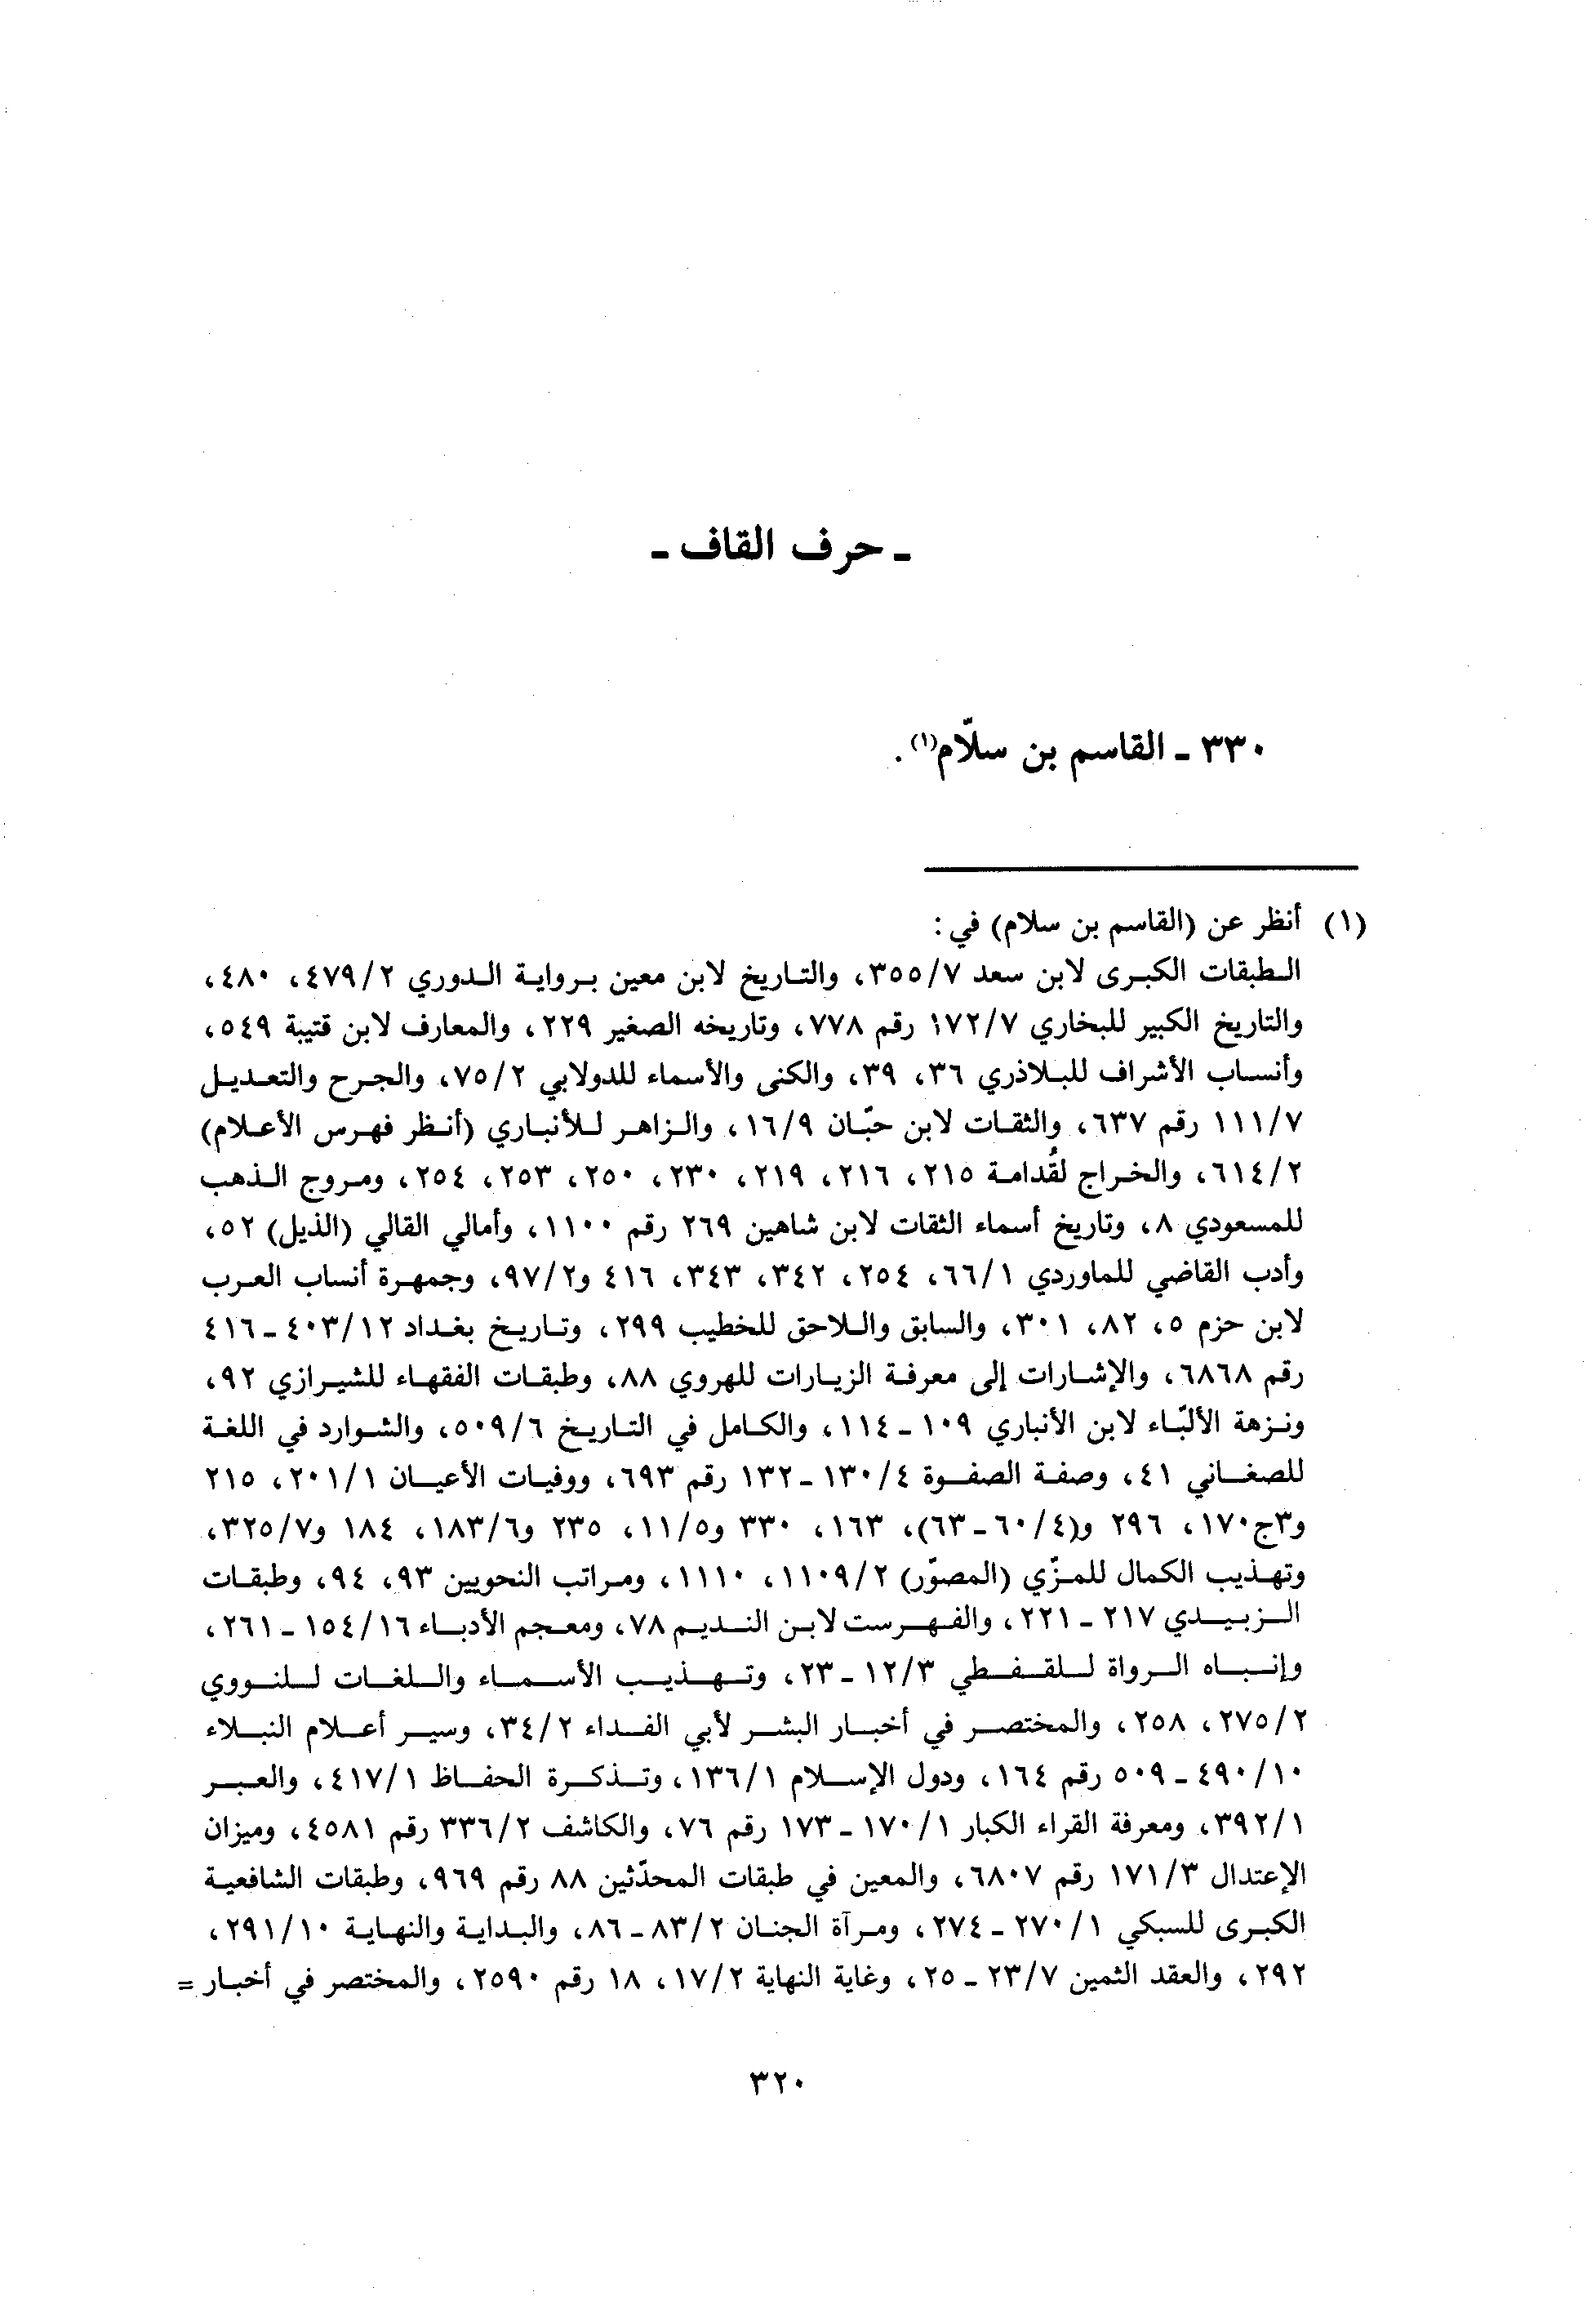 ـ حرف القاف ـ
٣٣٠ ـ القاسم بن سلّام(١).
(١) أنظر عن (القاسم بن سلام) في:
الطبقات الكبرى لابن سعد ٣٥٥/٧، والتاريخ لابن معين برواية الدوري ٤٧٩/٢، ٤٨٠،
والتاريخ الكبير للبخاري ١٧٢/٧ رقم ٧٧٨، وتاريخه الصغير ٢٢٩، والمعارف لابن قتيبة ٥٤٩،
وأنساب الأشراف للبلاذري ٣٦، ٣٩، والكنى والأسماء للدولابي ٧٥/٢، والجرح والتعديل
١١١/٧ رقم ٦٣٧، والثقات لابن حبّان ١٦/٩، والزاهر للأنباري (أنظر فهرس الأعلام)
٦١٤/٢، والخراج لقُدامة ٢١٥، ٢١٦، ٢١٩، ٢٣٠، ٢٥٠، ٢٥٣، ٢٥٤، ومروج الذهب
للمسعودي ٨، وتاريخ أسماء الثقات لابن شاهين ٢٦٩ رقم ١١٠٠، وأمالي القالي (الذيل) ٥٢،
وأدب القاضي للماوردي ٦٦/١، ٢٥٤، ٣٤٢، ٣٤٣، ٤١٦ و٩٧/٢، وجمهرة أنساب العرب
لابن حزم ٥، ٨٢، ٣٠١، والسابق واللاحق للخطيب ٢٩٩، وتاريخ بغداد ٤٠٣/١٢ ـ ٤١٦
رقم ٦٨٦٨، والإشارات إلى معرفة الزيارات للهروي ٨٨، وطبقات الفقهاء للشيرازي ٩٢،
ونزهة الألبّاء لابن الأنباري ١٠٩ ـ ١١٤، والكامل في التاريخ ٥٠٩/٦، والشوارد في اللغة
للصغاني ٤١، وصفة الصفوة ١٣٠/٤ ـ ١٣٢ رقم ٦٩٣، ووفيات الأعيان ٢٠١/١، ٢١٥
و٣ج١٧٠، ٢٩٦ و(٦٠/٤ ـ ٦٣)، ١٦٣، ٣٣٠ و١١/٥، ٢٣٥ و١٨٣/٦، ١٨٤ و٣٢٥/٧،
وتهذيب الكمال للمزّي (المصوّر) ١١٠٩/٢، ١١١٠، ومراتب النحويين ٩٣، ٩٤، وطبقات
الزبيدي ٢١٧ ـ ٢٢١، والفهرست لابن النديم ٧٨، ومعجم الأدباء ١٥٤/١٦ ـ ٢٦١،
وإنباه الرواة للقفطي ١٢/٣ ـ ٢٣، وتهذيب الأسماء واللغات للنووي
٢٧٥/٢، ٢٥٨، والمختصر في أخبار البشر لأبي الفداء ٣٤/٢، وسير أعلام النبلاء
٤٩٠/١٠ ـ ٥٠٩ رقم ١٦٤، ودول الإسلام ١٣٦/١، وتذكرة الحفاظ ٤١٧/١، والعبر
٣٩٢/١، ومعرفة القراء الكبار ١٧٠/١ ـ ١٧٣ رقم ٧٦، والكاشف ٣٣٦/٢ رقم ٤٥٨١، وميزان
الإعتدال ١٧١/٣ رقم ٦٨٠٧، والمعين في طبقات المحدّثين ٨٨ رقم ٩٦٩، وطبقات الشافعية
الكبرى للسبكي ٢٧٠/١ ـ ٢٧٤، ومرآة الجنان ٨٣/٢ ـ ٨٦، والبداية والنهاية ٢٩١/١٠،
٢٩٢، والعقد الثمين ٢٣/٧ ـ ٢٥، وغاية النهاية ١٧/٢، ١٨ رقم ٢٥٩٠، والمختصر في أخبار =
٣٢٠